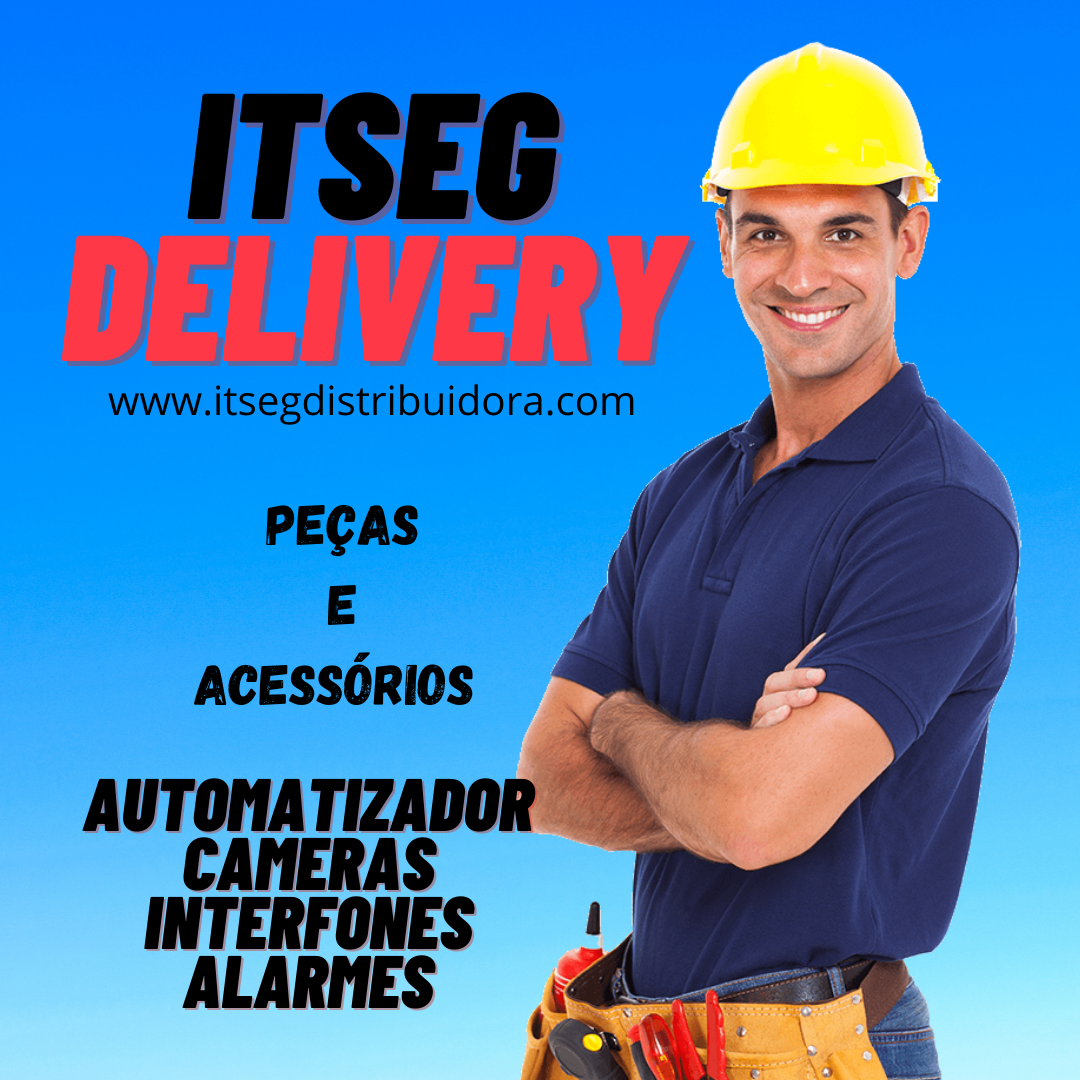 ITSEG
DELIVERY
www.itsegdistribuidora.com
PEÇAS
E
ACESSÓRIOS
AUTOMATIZADOR
CAMERAS
INTERFONES
ALARMES